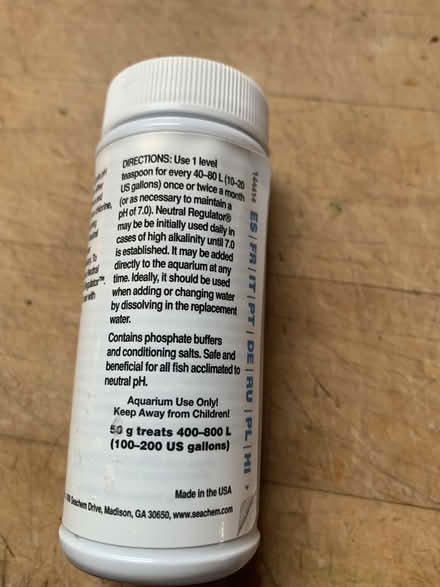 DIRECTIONS: Use 1 level
teaspoon for every 40–80 L (10–20
US gallons) once or twice a month
(or as necessary to maintain a
pH of 7.0). Neutral Regulator®
may be be initially used daily in
cases of high alkalinity until 7.0
is established. It may be added
directly to the aquarium at any
time. Ideally, it should be used
when adding or changing water
by dissolving in the replacement
water.
Contains phosphate buffers
and conditioning salts. Safe and
beneficial for all fish acclimated to
neutral pH.
Aquarium Use Only!
Keep Away from Children!
50 g treats 400–800 L
(100–200 US gallons)
Made in the USA
Seachem Drive, Madison, GA 30650, www.seachem.com
ES | FR | IT | PT | DE | RU | PL | HI